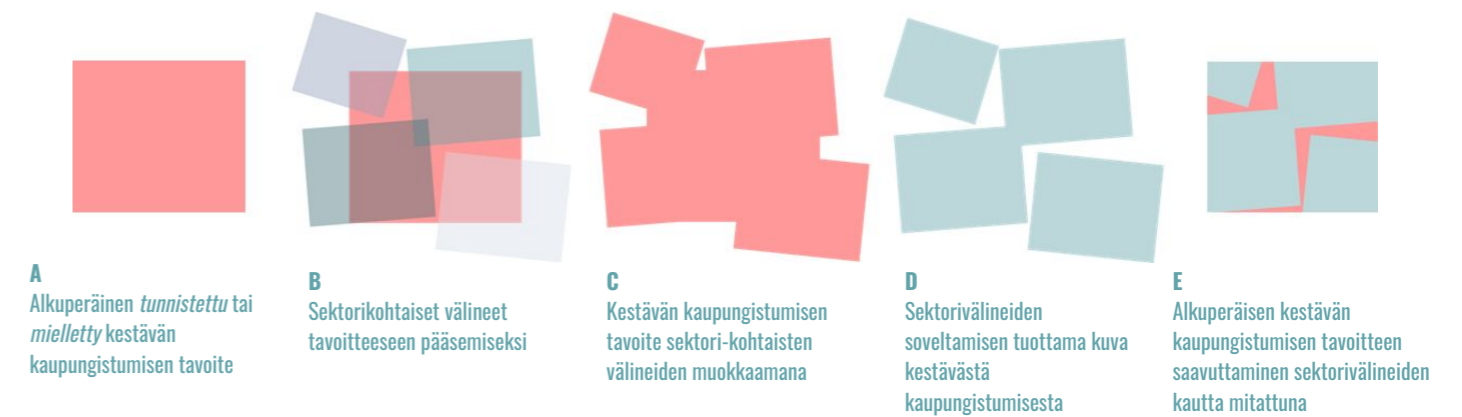 A
Alkuperäinen tunnistettu tai
mielletty kestävän
kaupungistumisen tavoite
B
Sektorikohtaiset välineet
tavoitteeseen pääsemiseksi
C
Kestävän kaupungistumisen
tavoite sektori-kohtaisten
välineiden muokkaamana
D
Sektorivälineiden
soveltamisen tuottama kuva
kestävästä
kaupungistumisesta
E
Alkuperäisen kestävän
kaupungistumisen tavoitteen
saavuttaminen sektorivälineiden
kautta mitattuna